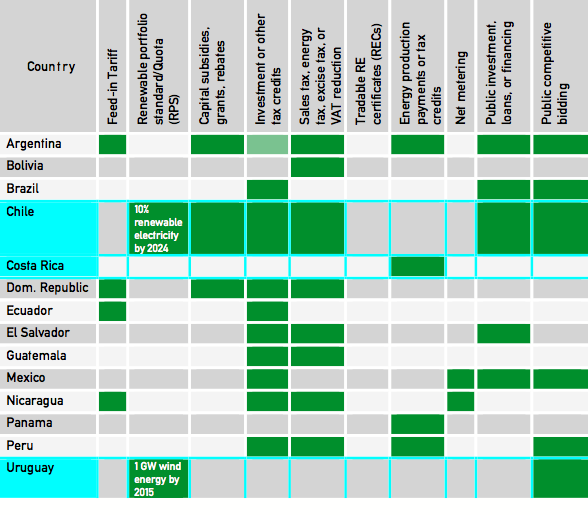 Country
Feed-in Tariff
Renewable portfolio
standard/Quota
(RPS)
Capital subsidies,
grants, rebates
Investment or other
tax credits
Sales tax, energy
tax, excise tax, or
VAT reduction
Tradable RE
certificates (RECs)
Energy production
payments or tax
credits
Net metering
Public investment,
loans, or financing
Public competitive
bidding
Argentina
Bolivia
Brazil
Chile
10%
renewable
electricity
by 2024
Costa Rica
Dom. Republic
Ecuador
El Salvador
Guatemala
Mexico
Nicaragua
Panama
Peru
Uruguay
1 GW wind
energy by
2015